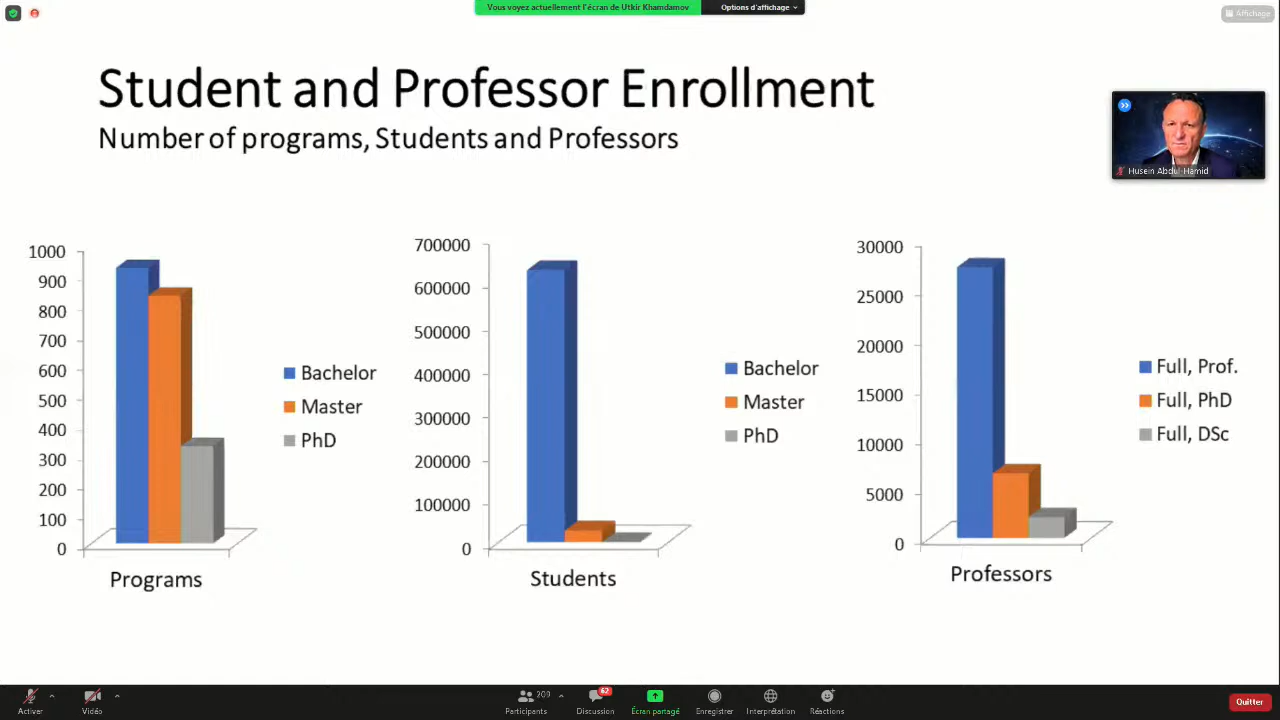 Vous voyez actuellement l'écran de Utkir Khamdamov
Options d'affichage
Affichage
Student and Professor Enrollment
Number of programs, Students and Professors
Husein Abdul-Hamid
1000
900
800
700
600
500
400
300
200
100
0
Programs
Bachelor
Master
PhD
700000
600000
500000
400000
300000
200000
100000
0
Students
Bachelor
Master
PhD
30000
25000
20000
15000
10000
5000
0
Professors
Full, Prof.
Full, PhD
Full, DSc
Activer
Vidéo
209
Participants
62
Discussion
Écran partagé
Enregistrer
Interprétation
Réactions
Quitter